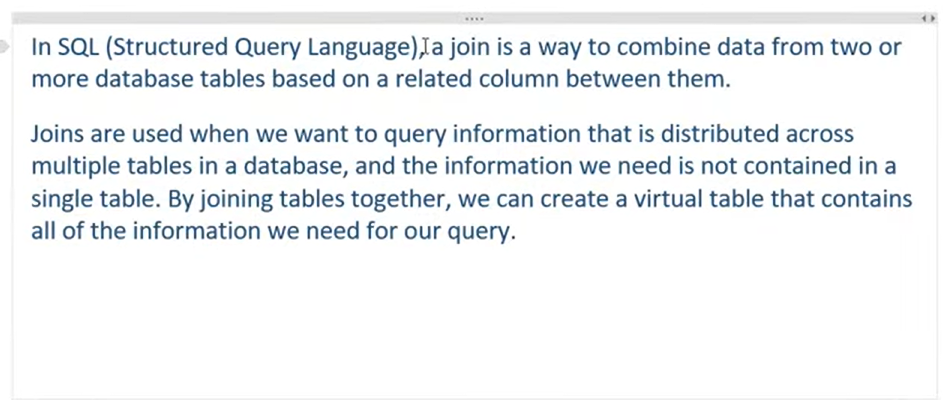 In SQL (Structured Query Language), a join is a way to combine data from two or
more database tables based on a related column between them.
Joins are used when we want to query information that is distributed across
multiple tables in a database, and the information we need is not contained in a
single table. By joining tables together, we can create a virtual table that contains
all of the information we need for our query.